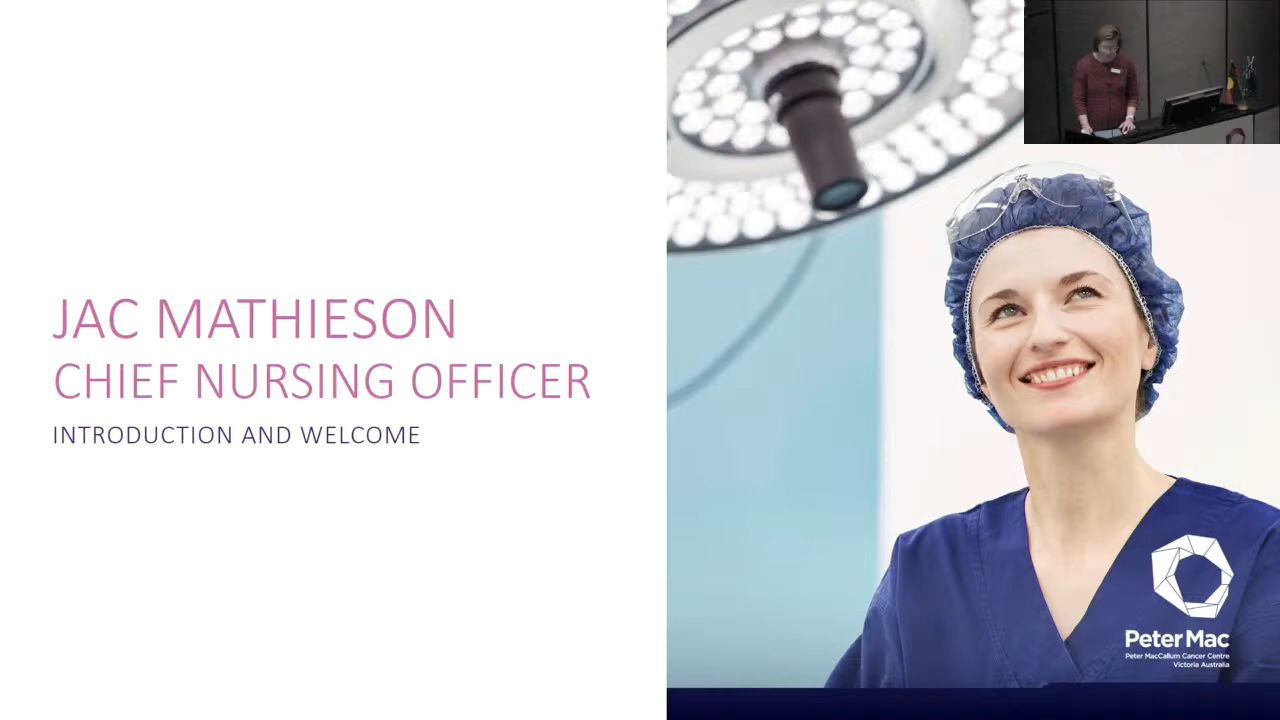 JAC MATHIESON
CHIEF NURSING OFFICER
INTRODUCTION AND WELCOME
Peter Mac
Peter MacCallum Cancer Centre
Victoria Australia